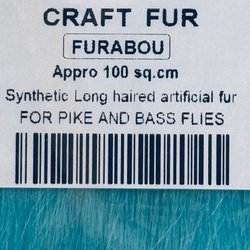 CRAFT FUR
FURABOU
Appro 100 sq.cm
Synthetic Long haired artificial fur
FOR PIKE AND BASS FLIES